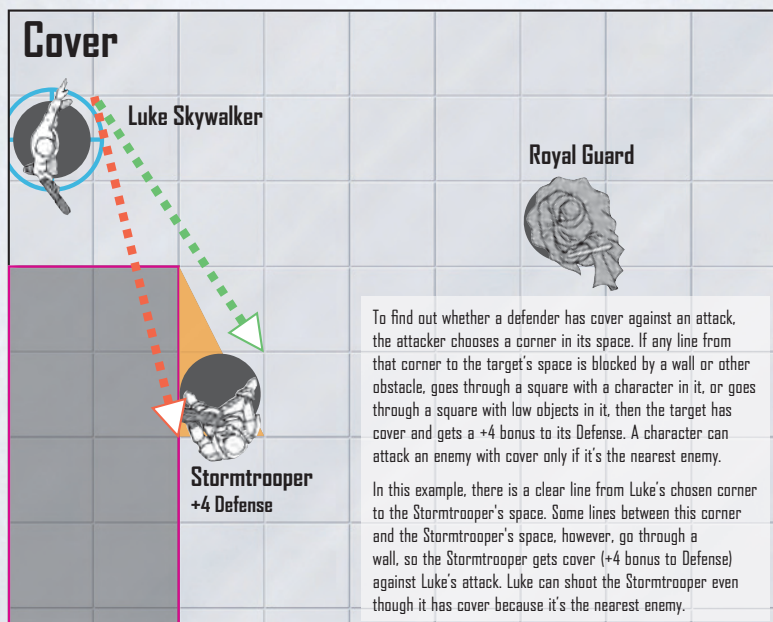 Cover
Luke Skywalker
Royal Guard
To find out whether a defender has cover against an attack,
the attacker chooses a corner in its space. If any line from
that corner to the target's space is blocked by a wall or other
obstacle, goes through a square with a character in it, or goes
through a square with low objects in it, then the target has
cover and gets a +4 bonus to its Defense. A character can
attack an enemy with cover only if it's the nearest enemy.
In this example, there is a clear line from Luke's chosen corner
to the Stormtrooper's space. Some lines between this corner
and the Stormtrooper's space, however, go through a
wall, so the Stormtrooper gets cover (+4 bonus to Defense)
against Luke's attack. Luke can shoot the Stormtrooper even
though it has cover because it's the nearest enemy.
Stormtrooper
+4 Defense